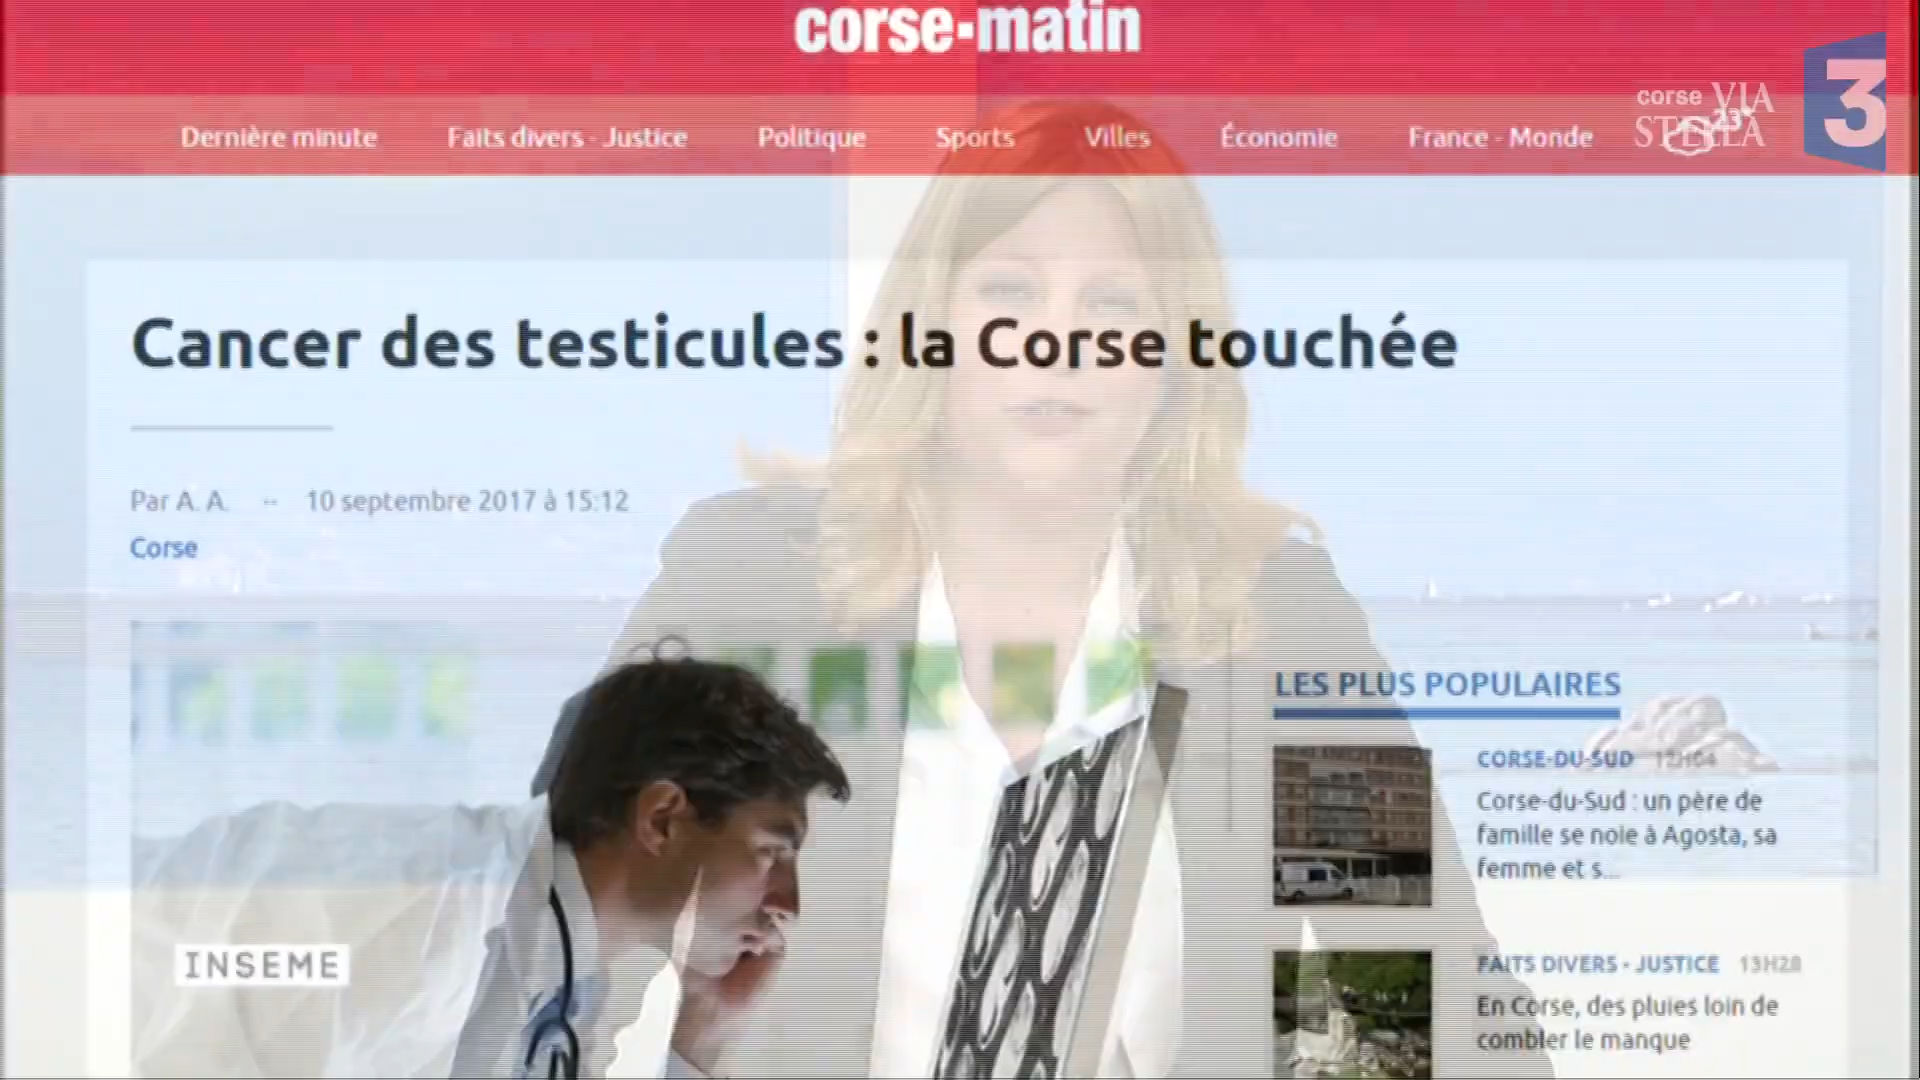 corse-matin
Dernière minute Faits divers - Justice Politique Sports Villes Économie France - Monde
corse VIA
STELLA
23°
3
Cancer des testicules : la Corse touchée
Par A. A. -- 10 septembre 2017 à 15:12
Corse
LES PLUS POPULAIRES
CORSE-DU-SUD 12H04
Corse-du-Sud : un père de
famille se noie à Agosta, sa
femme et s...
INSEME
FAITS DIVERS - JUSTICE 13H28
En Corse, des pluies loin de
combler le manque